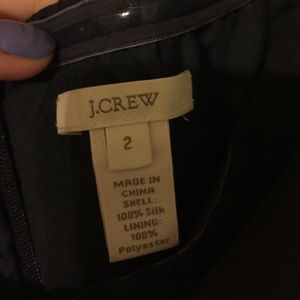 J.CREW
2
MADE IN
CHINA
SHELL:
100% Silk
LINING:
100%
Polyester